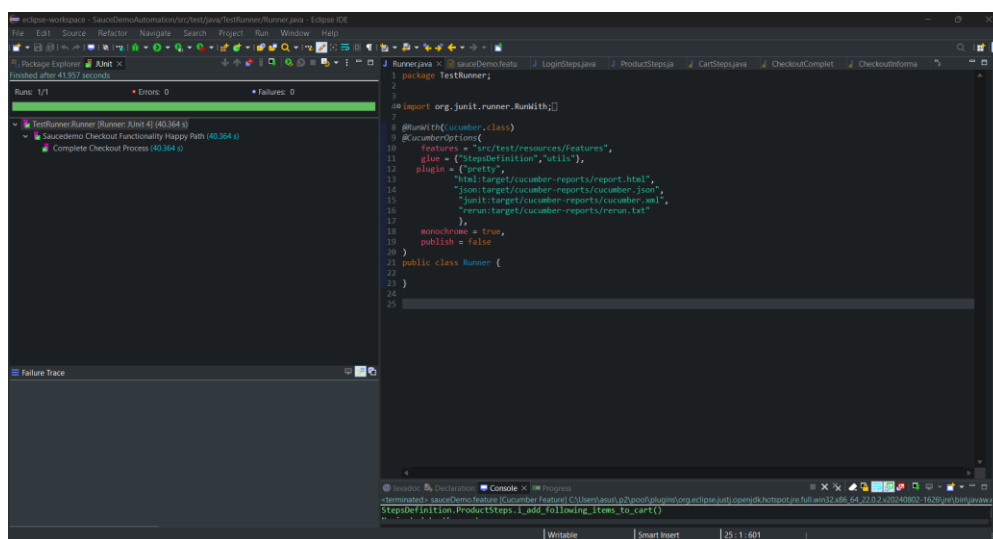 eclipse-workspace - SauceDemoAutomation/src/test/java/TestRunner/Runner.java - Eclipse IDE
File Edit Source Refactor Navigate Search Project Run Window Help
Package Explorer JUnit
Finished after 41.957 seconds
Runs: 1/1 Errors: 0 Failures: 0
TestRunner.Runner [Runner: JUnit 4] (40.364 s)
Saucedemo Checkout Functionality Happy Path (40.364 s)
Complete Checkout Process (40.364 s)
Failure Trace
Runner.java sauceDemo.featu LoginSteps.java ProductSteps.ja CartSteps.java CheckoutComplet CheckoutInforma
1 package TestRunner;
2
3
4 import org.junit.runner.RunWith;
7
8 @RunWith(Cucumber.class)
9 @CucumberOptions(
10 features = "src/test/resources/Features",
11 glue = {"StepsDefinition","utils"},
12 plugin = {"pretty",
13 "html:target/cucumber-reports/report.html",
14 "json:target/cucumber-reports/cucumber.json",
15 "junit:target/cucumber-reports/cucumber.xml",
16 "rerun:target/cucumber-reports/rerun.txt"
17 },
18 monochrome = true,
19 publish = false
20 )
21 public class Runner {
22
23 }
24
25
Javadoc Declaration Console Progress
<terminated> sauceDemo.feature [Cucumber Feature] C:\Users\asus\.p2\pool\plugins\org.eclipse.justj.openjdk.hotspot.jre.full.win32.x86_64_22.0.2.v20240802-1626\jre\bin\javaw.e
StepsDefinition.ProductSteps.i_add_following_items_to_cart()
Writable Smart Insert 25 : 1 : 601